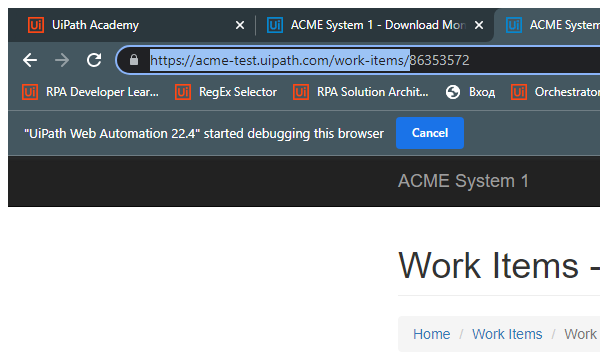 UiPath Academy
ACME System 1 - Download Mon
ACME System
https://acme-test.uipath.com/work-items/86353572
RPA Developer Lear...
RegEx Selector
RPA Solution Archit...
Вход
Orchestrator
"UiPath Web Automation 22.4" started debugging this browser
Cancel
ACME System 1
Work Items -
Home / Work Items / Work